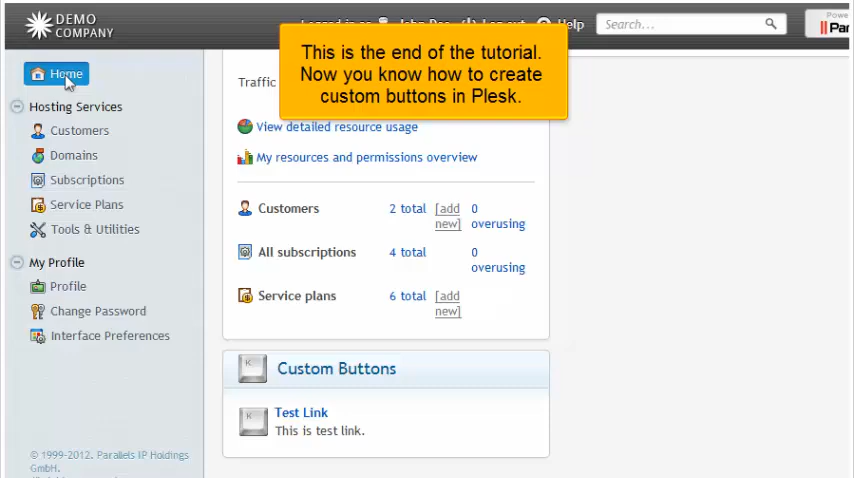 DEMO
COMPANY
Help
Search...
Powe
Par
This is the end of the tutorial.
Now you know how to create
custom buttons in Plesk.
Home
Hosting Services
Customers
Domains
Subscriptions
Service Plans
Tools & Utilities
My Profile
Profile
Change Password
Interface Preferences
© 1999-2012. Parallels IP Holdings
GmbH.
Traffic
View detailed resource usage
My resources and permissions overview
Customers 2 total [add new] 0 overusing
All subscriptions 4 total 0 overusing
Service plans 6 total [add new]
Custom Buttons
Test Link
This is test link.